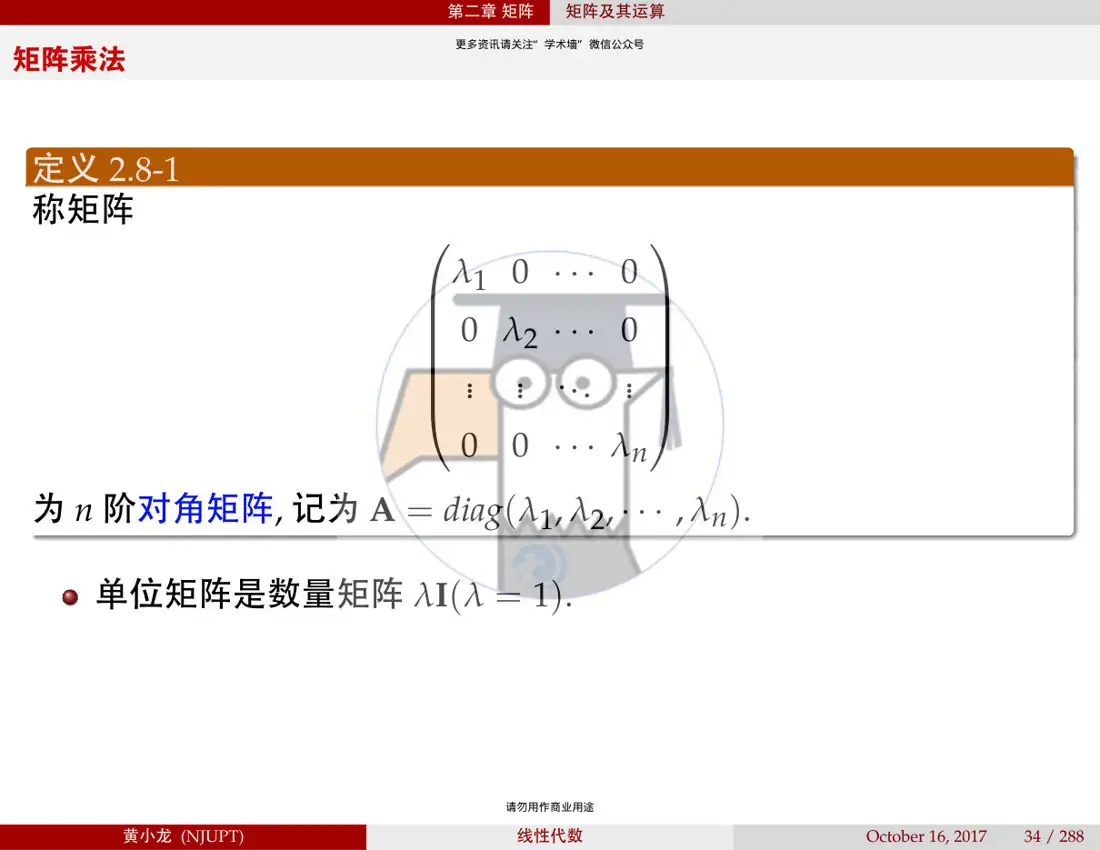 第二章 矩阵 矩阵及其运算
更多资讯请关注“学术墙”微信公众号
矩阵乘法
定义 2.8-1
称矩阵
λ1 0 ⋯ 0
0 λ2 ⋯ 0
⋮ ⋮ ⋱ ⋮
0 0 ⋯ λn
为 n 阶对角矩阵, 记为 A = diag(λ1, λ2, ⋯ , λn).
单位矩阵是数量矩阵 λI(λ = 1).
请勿用作商业用途
黄小龙 (NJUPT) 线性代数 October 16, 2017 34 / 288